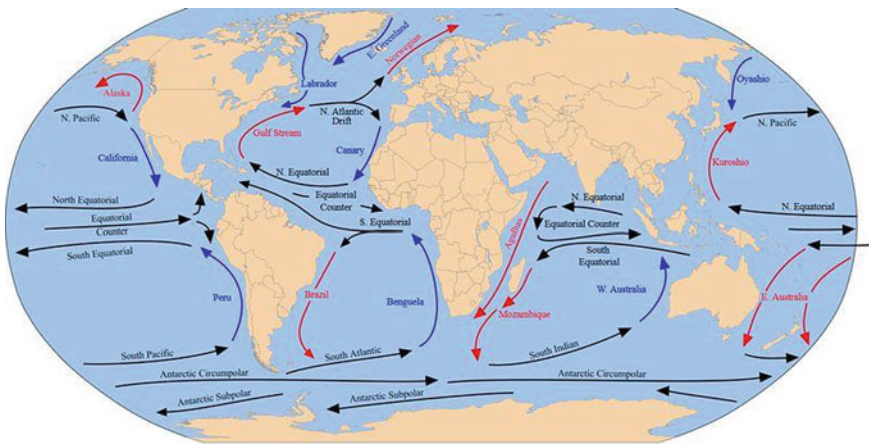 E. Greenland
Norwegian
Labrador
Oyashio
Alaska
N. Pacific
N. Atlantic
Drift
N. Pacific
Gulf Stream
California
Canary
Kuroshio
N. Equatorial
North Equatorial
Equatorial
Counter
N. Equatorial
N. Equatorial
Equatorial
Counter
S. Equatorial
Equatorial Counter
South Equatorial
South
Equatorial
Agulhas
Peru
Brazil
Benguela
W. Australia
E. Australia
Mozambique
South Pacific
South Atlantic
South Indian
Antarctic Circumpolar
Antarctic Circumpolar
Antarctic Subpolar
Antarctic Subpolar